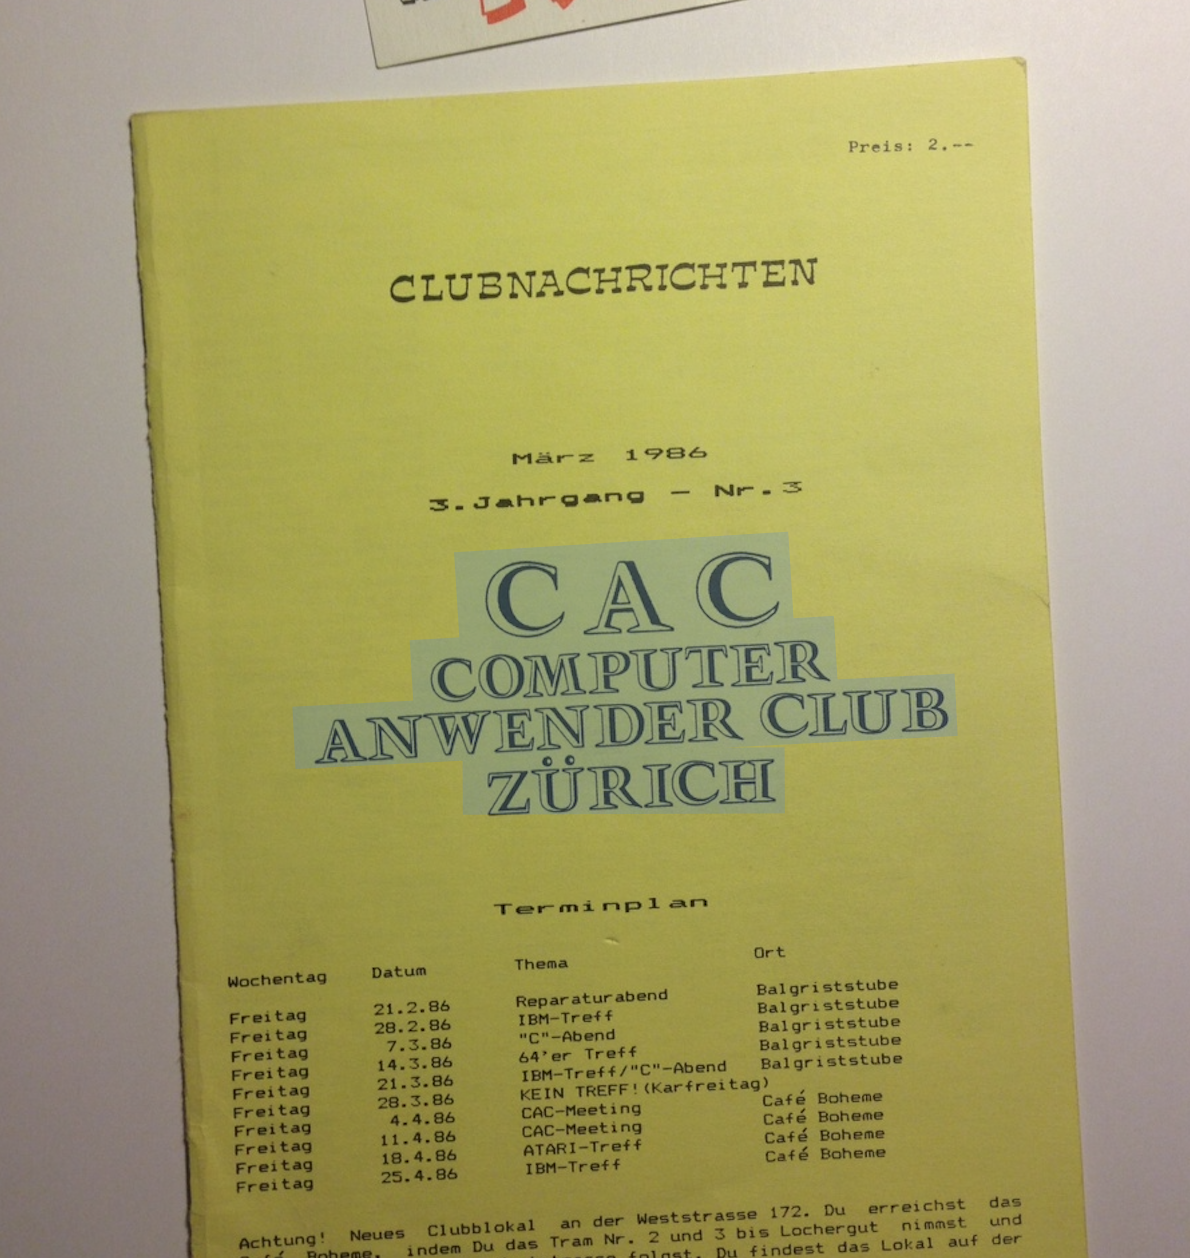 Preis: 2.--
CLUBNACHRICHTEN
März 1986
3.Jahrgang - Nr.3
C A C
COMPUTER
ANWENDER CLUB
ZÜRICH
Terminplan
Wochentag Datum Thema Ort
Freitag 21.2.86 Reparaturabend Balgriststube
Freitag 28.2.86 IBM-Treff Balgriststube
Freitag 7.3.86 "C"-Abend Balgriststube
Freitag 14.3.86 64'er Treff Balgriststube
Freitag 21.3.86 IBM-Treff/"C"-Abend Balgriststube
Freitag 28.3.86 KEIN TREFF!(Karfreitag)
Freitag 4.4.86 CAC-Meeting Café Boheme
Freitag 11.4.86 CAC-Meeting Café Boheme
Freitag 18.4.86 ATARI-Treff Café Boheme
Freitag 25.4.86 IBM-Treff Café Boheme
Achtung! Neues Clubblokal an der Weststrasse 172. Du erreichst das
Café Boheme, indem Du das Tram Nr. 2 und 3 bis Lochergut nimmst und
folgst. Du findest das Lokal auf der